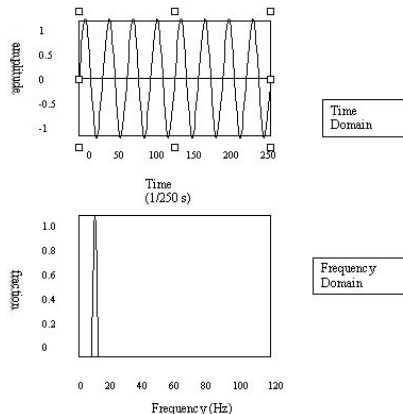 amplitude
1
0.5
0
-0.5
-1
0 50 100 150 200 250
Time
(1/250 s)
Time
Domain
fraction
1.0
0.8
0.6
0.4
0.2
0
0 20 40 60 80 100 120
Frequency (Hz)
Frequency
Domain